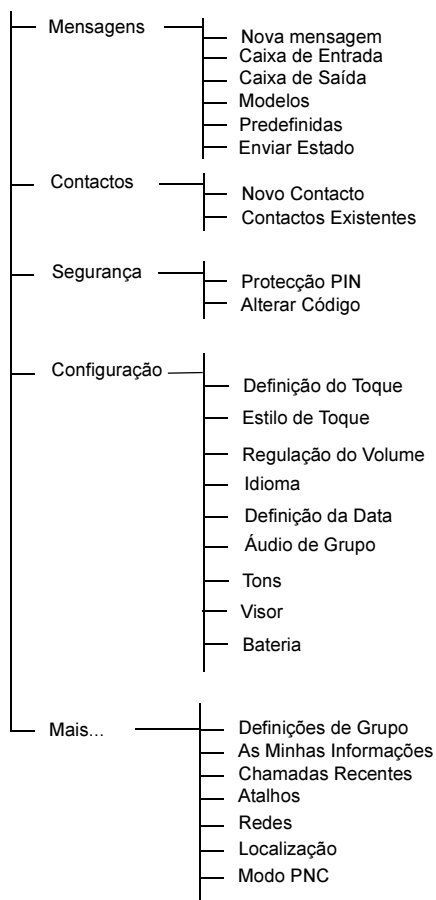 Mensagens
Nova mensagem
Caixa de Entrada
Caixa de Saída
Modelos
Predefinidas
Enviar Estado
Contactos
Novo Contacto
Contactos Existentes
Segurança
Protecção PIN
Alterar Código
Configuração
Definição do Toque
Estilo de Toque
Regulação do Volume
Idioma
Definição da Data
Áudio de Grupo
Tons
Visor
Bateria
Mais...
Definições de Grupo
As Minhas Informações
Chamadas Recentes
Atalhos
Redes
Localização
Modo PNC